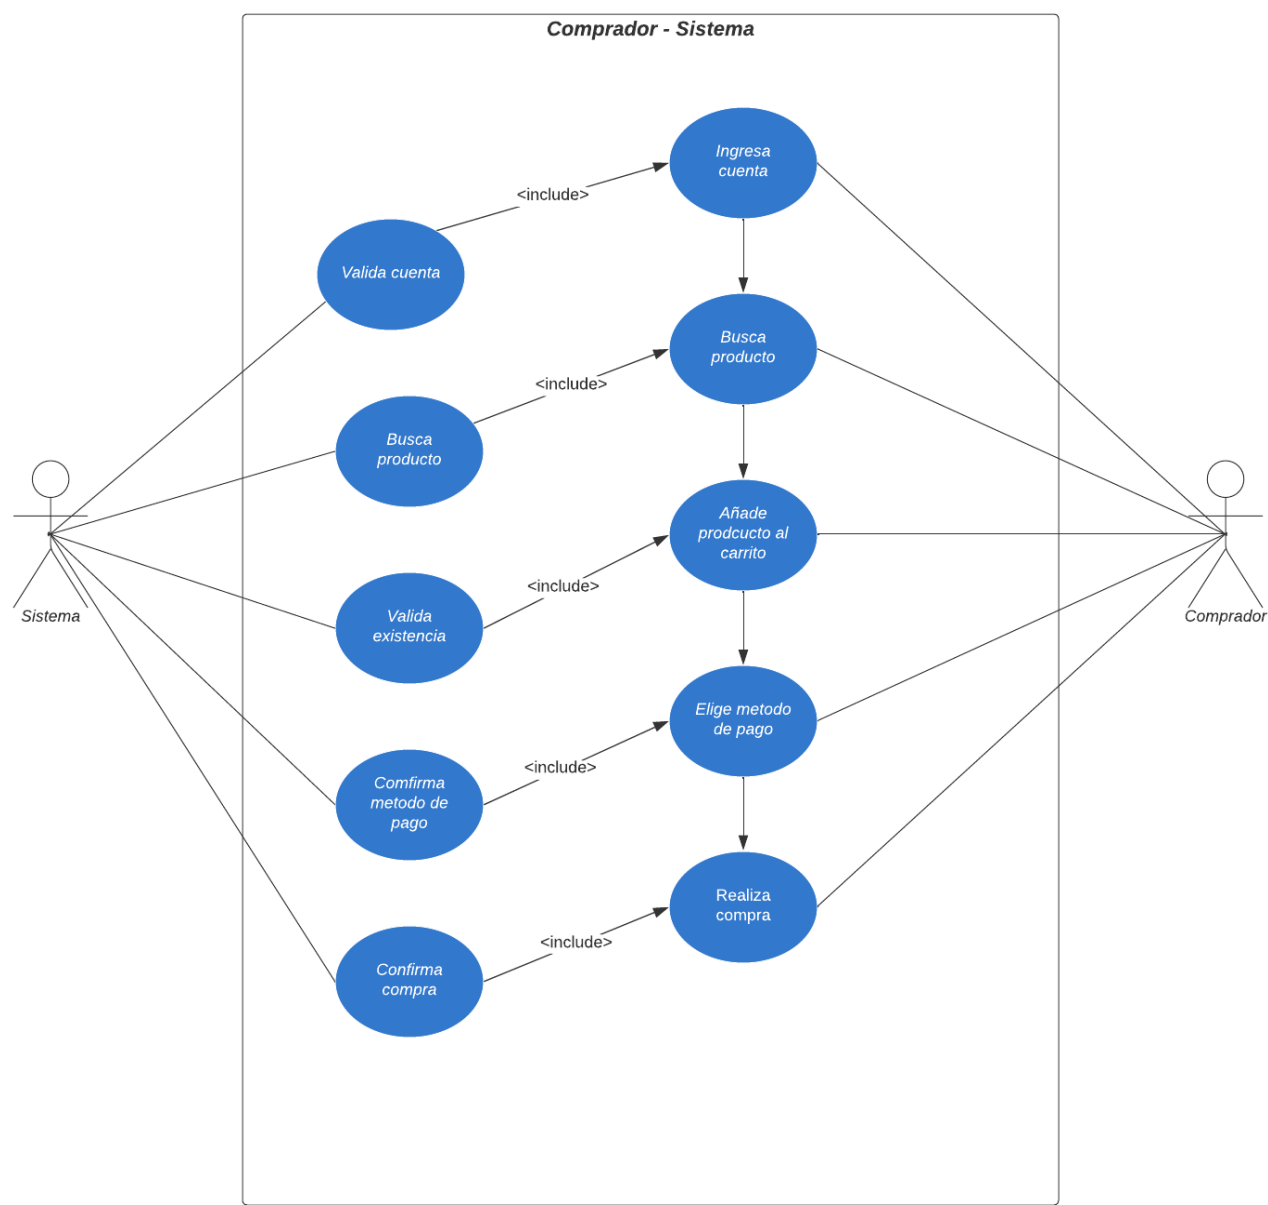 Comprador - Sistema
Ingresa
cuenta
<include>
Valida cuenta
Busca
producto
<include>
Busca
producto
Añade
prodcucto al
carrito
<include>
Valida
existencia
Sistema
Comprador
Elige metodo
de pago
<include>
Comfirma
metodo de
pago
Realiza
compra
<include>
Confirma
compra